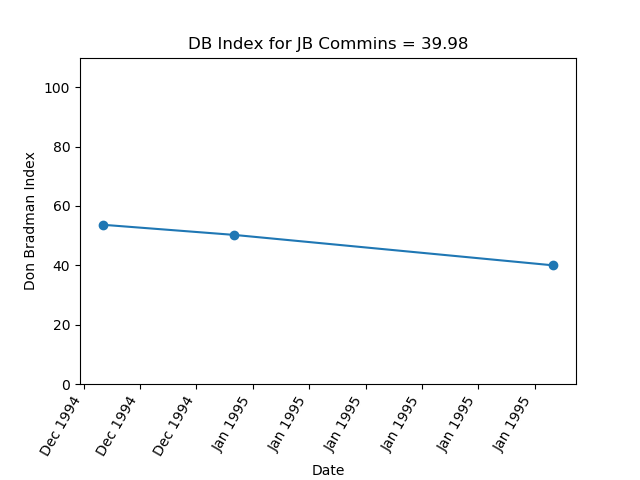 DB Index for JB Commins = 39.98
100
80
60
40
20
0
Don Bradman Index
Dec 1994
Dec 1994
Dec 1994
Jan 1995
Jan 1995
Jan 1995
Jan 1995
Jan 1995
Jan 1995
Date